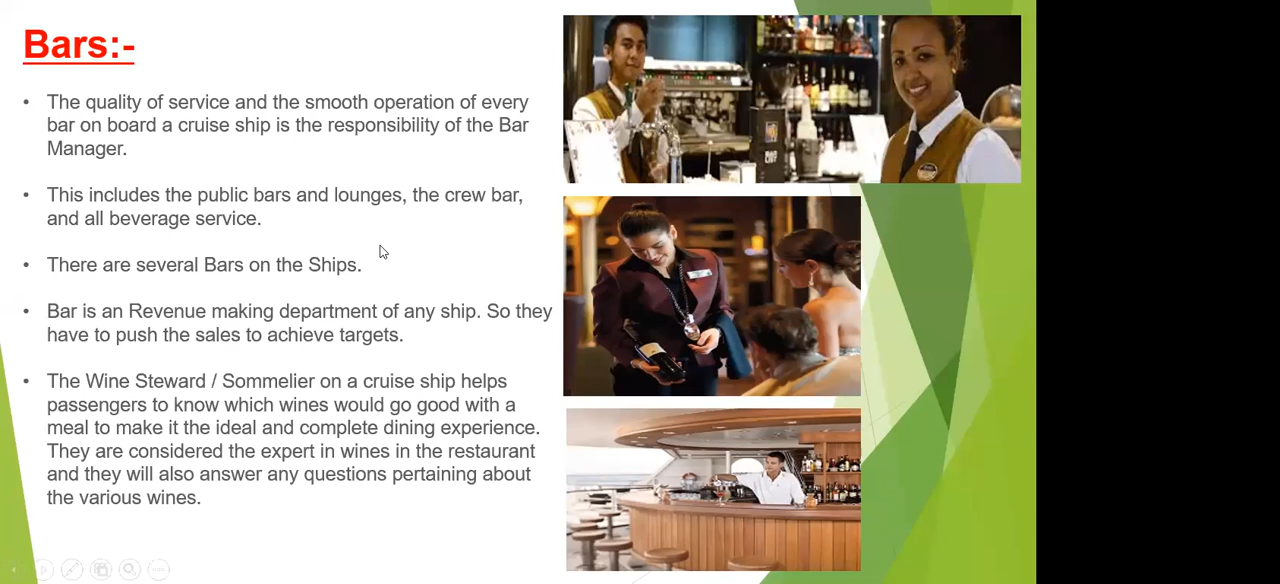 Bars:-
• The quality of service and the smooth operation of every
bar on board a cruise ship is the responsibility of the Bar
Manager.
• This includes the public bars and lounges, the crew bar,
and all beverage service.
• There are several Bars on the Ships.
• Bar is an Revenue making department of any ship. So they
have to push the sales to achieve targets.
• The Wine Steward / Sommelier on a cruise ship helps
passengers to know which wines would go good with a
meal to make it the ideal and complete dining experience.
They are considered the expert in wines in the restaurant
and they will also answer any questions pertaining about
the various wines.